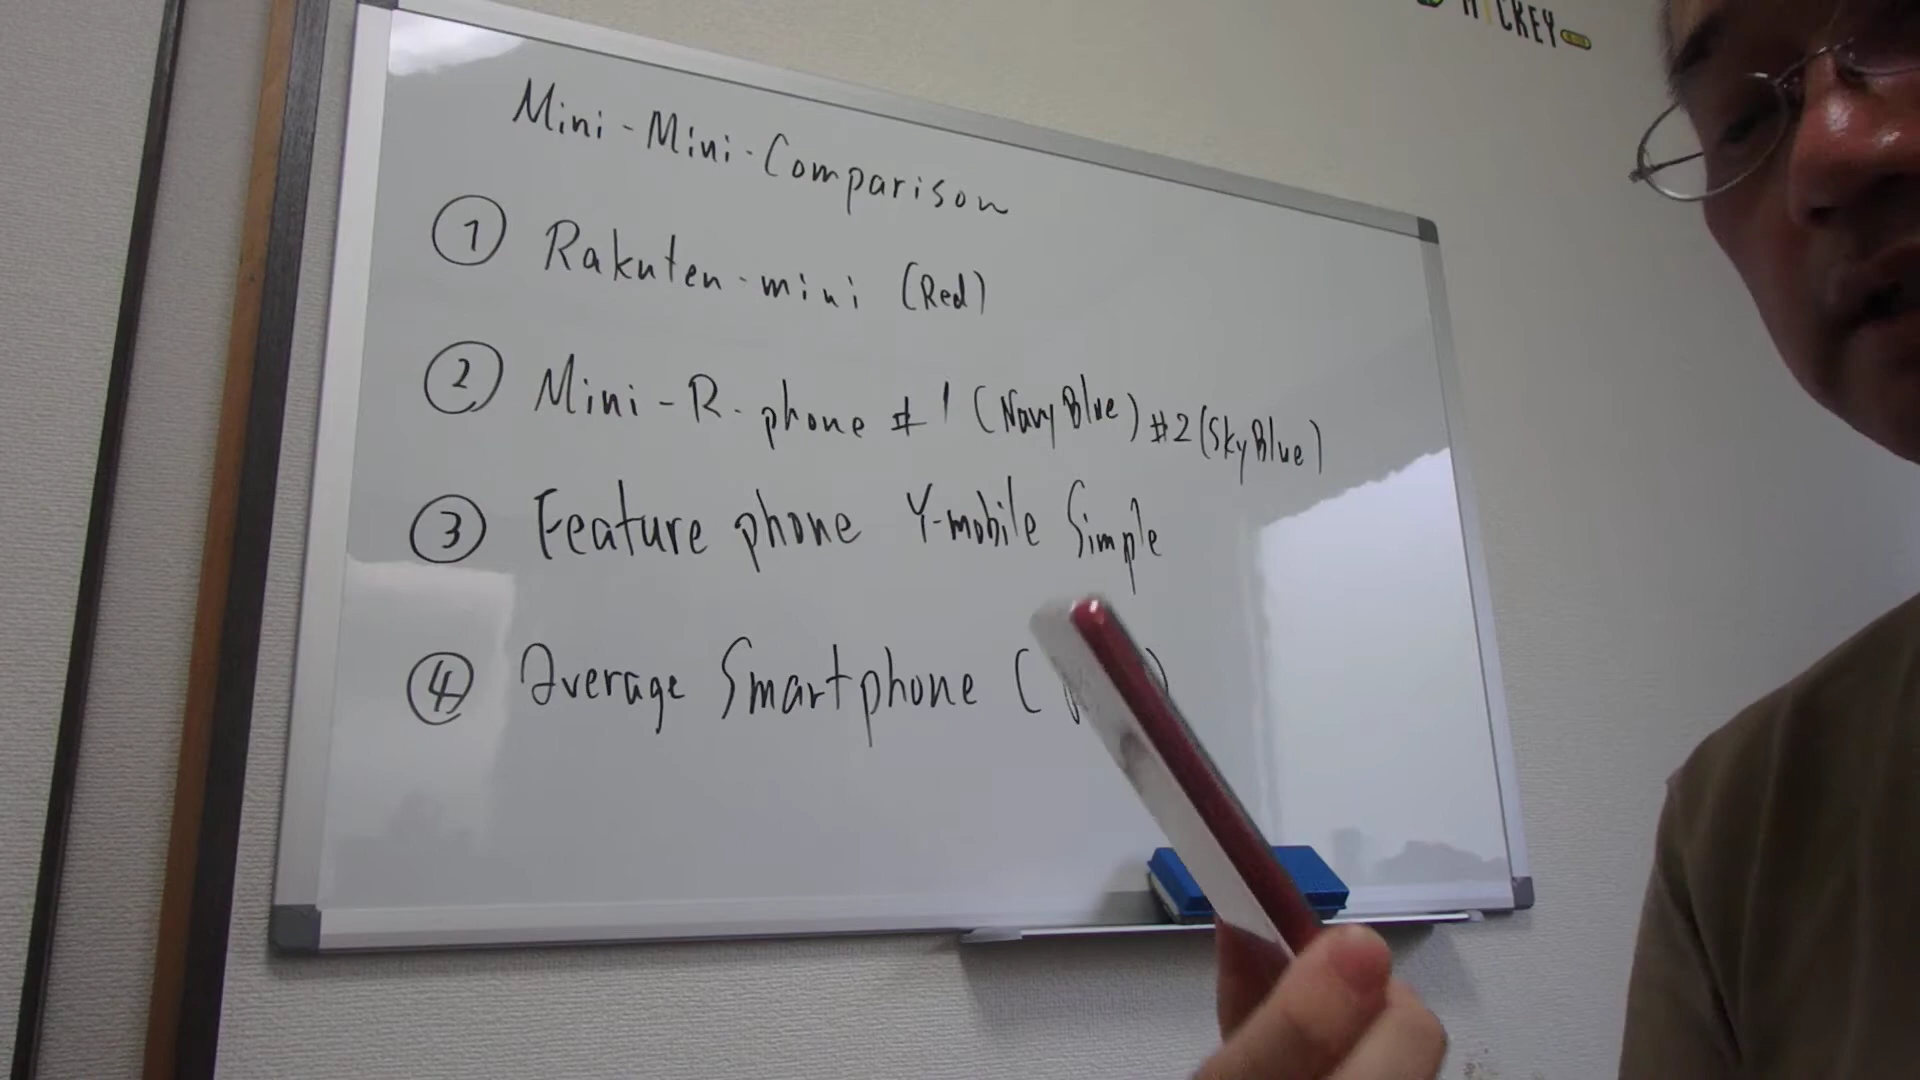 HICKEY
Mini-Mini-Comparison
① Rakuten-mini (Red)
② Mini-R-phone #1 (Navy Blue) #2 (Sky Blue)
③ Feature phone Y-mobile Simple
④ Average Smartphone (